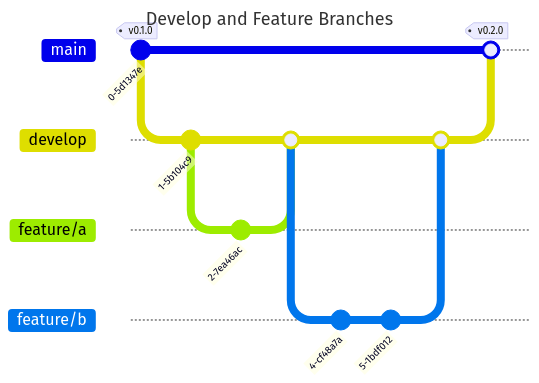 Develop and Feature Branches
v0.1.0
v0.2.0
main
0-5d1347e
develop
1-5b104c9
feature/a
2-7ea46ac
feature/b
4-cf48a7a
5-1bdf012